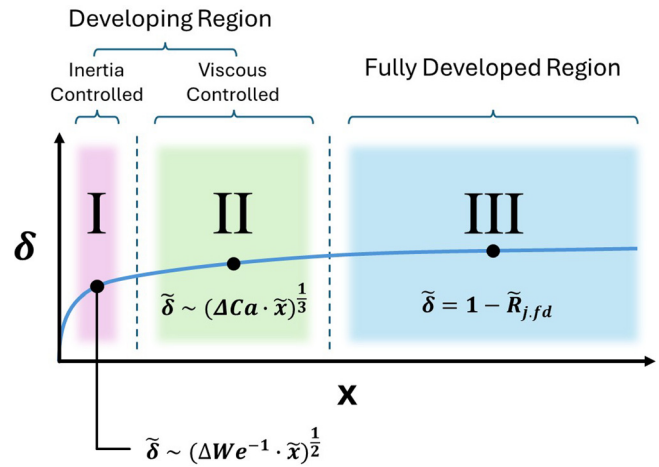 Developing Region
Inertia
Controlled
Viscous
Controlled
Fully Developed Region
I
II
III
δ
δ̃ ~ (ΔCa · x̃)^{1/3}
δ̃ = 1 − R̃_{j.fd}
x
δ̃ ~ (ΔWe^{-1} · x̃)^{1/2}